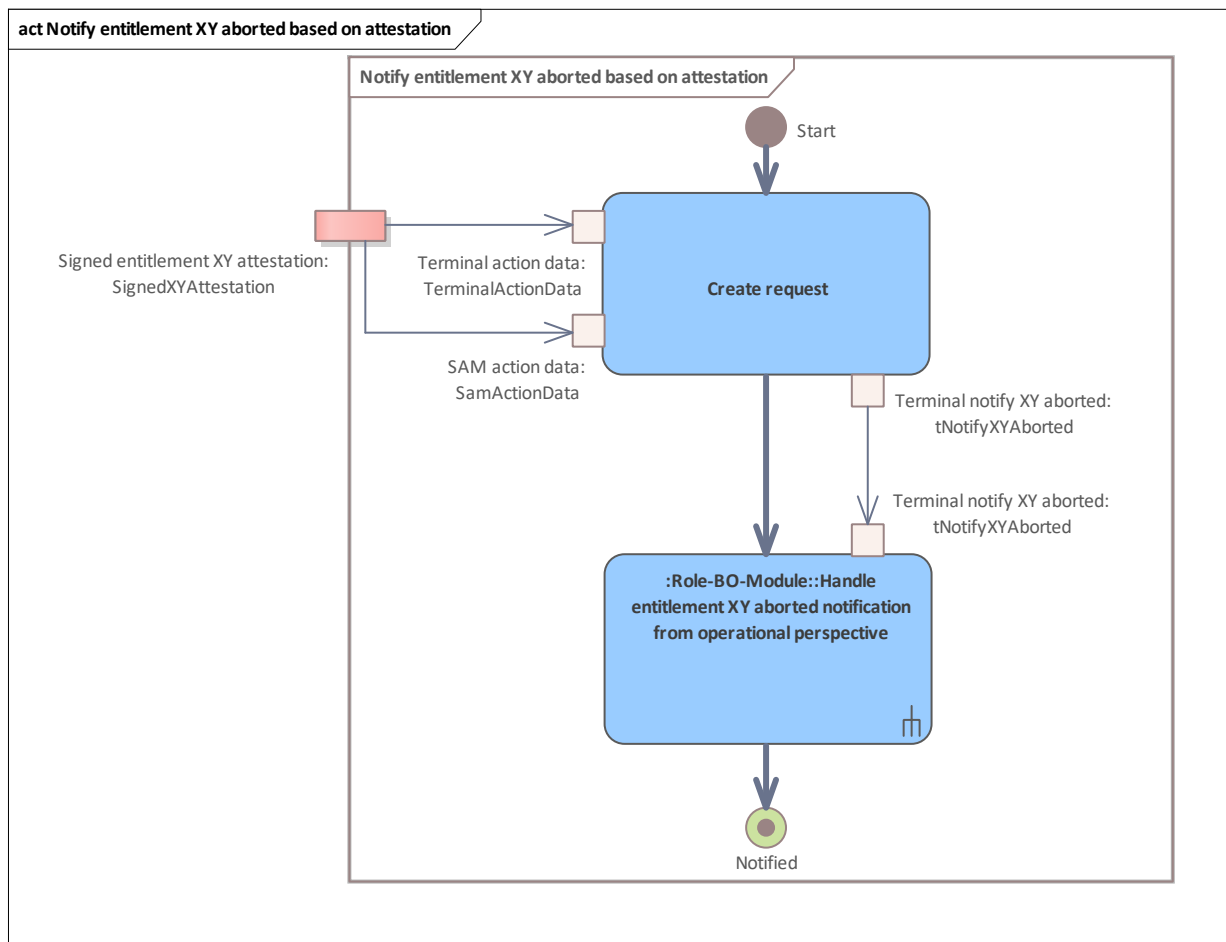 act Notify entitlement XY aborted based on attestation
Notify entitlement XY aborted based on attestation
Start
Signed entitlement XY attestation:
SignedXYAttestation
Terminal action data:
TerminalActionData
Create request
SAM action data:
SamActionData
Terminal notify XY aborted:
tNotifyXYAborted
Terminal notify XY aborted:
tNotifyXYAborted
:Role-BO-Module::Handle
entitlement XY aborted notification
from operational perspective
Notified